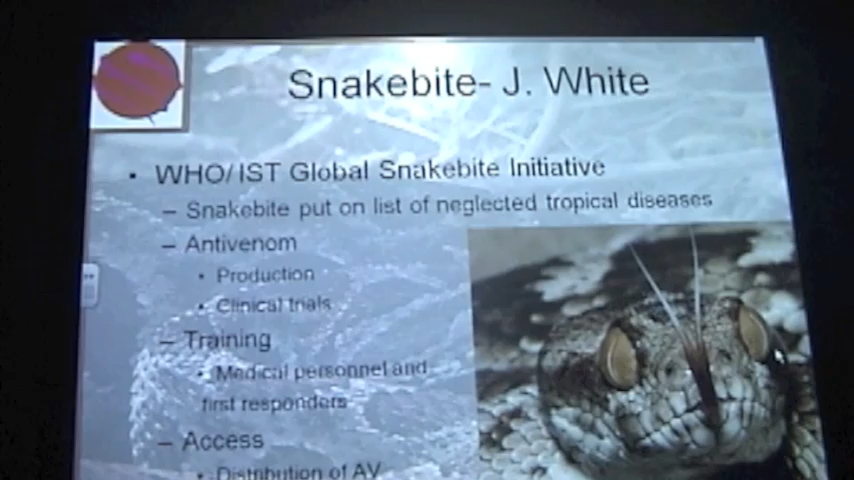 Snakebite- J. White
• WHO/IST Global Snakebite Initiative
– Snakebite put on list of neglected tropical diseases
– Antivenom
• Production
• Clinical trials
– Training
• Medical personnel and
first responders
– Access
• Distribution of AV